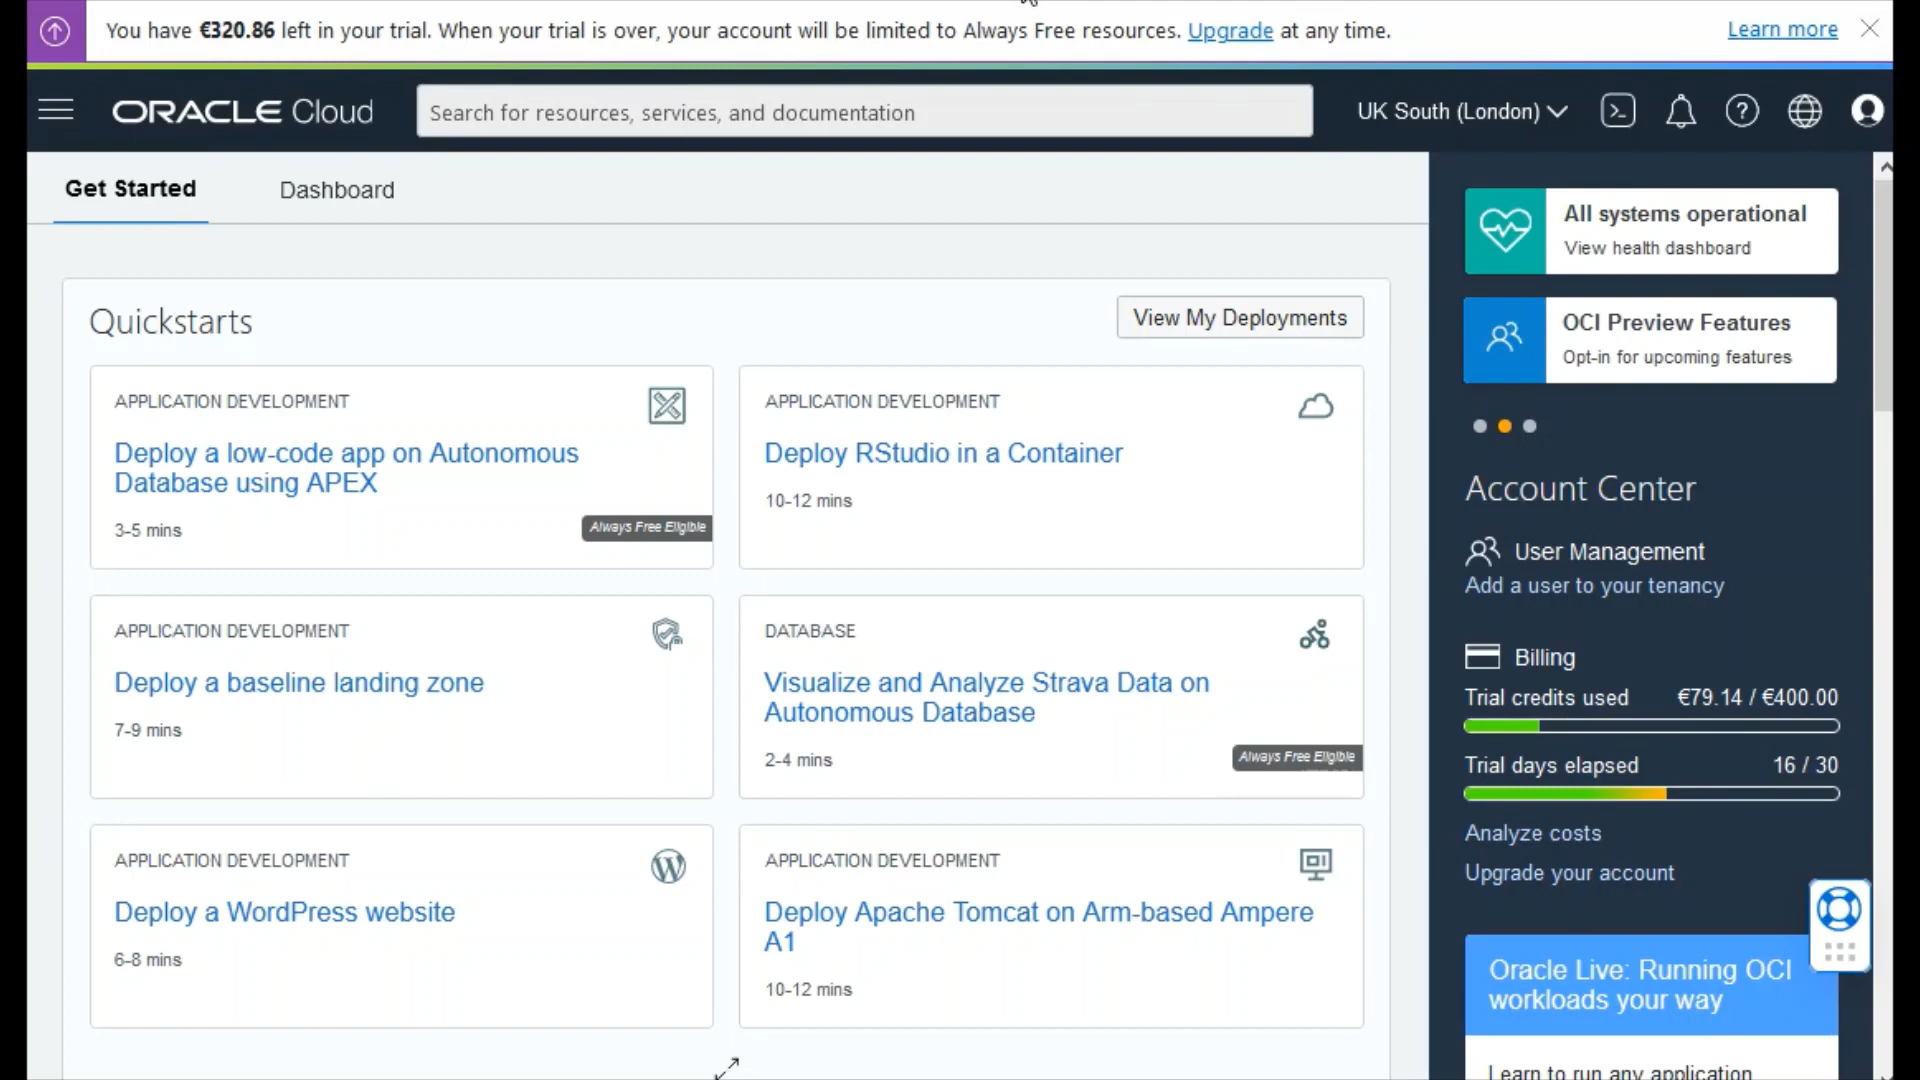 You have €320.86 left in your trial. When your trial is over, your account will be limited to Always Free resources. Upgrade at any time.
Learn more
ORACLE Cloud
Search for resources, services, and documentation
UK South (London)
Get Started
Dashboard
Quickstarts
View My Deployments
APPLICATION DEVELOPMENT
Deploy a low-code app on Autonomous
Database using APEX
3-5 mins
Always Free Eligible
APPLICATION DEVELOPMENT
Deploy RStudio in a Container
10-12 mins
APPLICATION DEVELOPMENT
Deploy a baseline landing zone
7-9 mins
DATABASE
Visualize and Analyze Strava Data on
Autonomous Database
2-4 mins
Always Free Eligible
APPLICATION DEVELOPMENT
Deploy a WordPress website
6-8 mins
APPLICATION DEVELOPMENT
Deploy Apache Tomcat on Arm-based Ampere
A1
10-12 mins
All systems operational
View health dashboard
OCI Preview Features
Opt-in for upcoming features
Account Center
User Management
Add a user to your tenancy
Billing
Trial credits used €79.14 / €400.00
Trial days elapsed 16 / 30
Analyze costs
Upgrade your account
Oracle Live: Running OCI
workloads your way
Learn to run any application